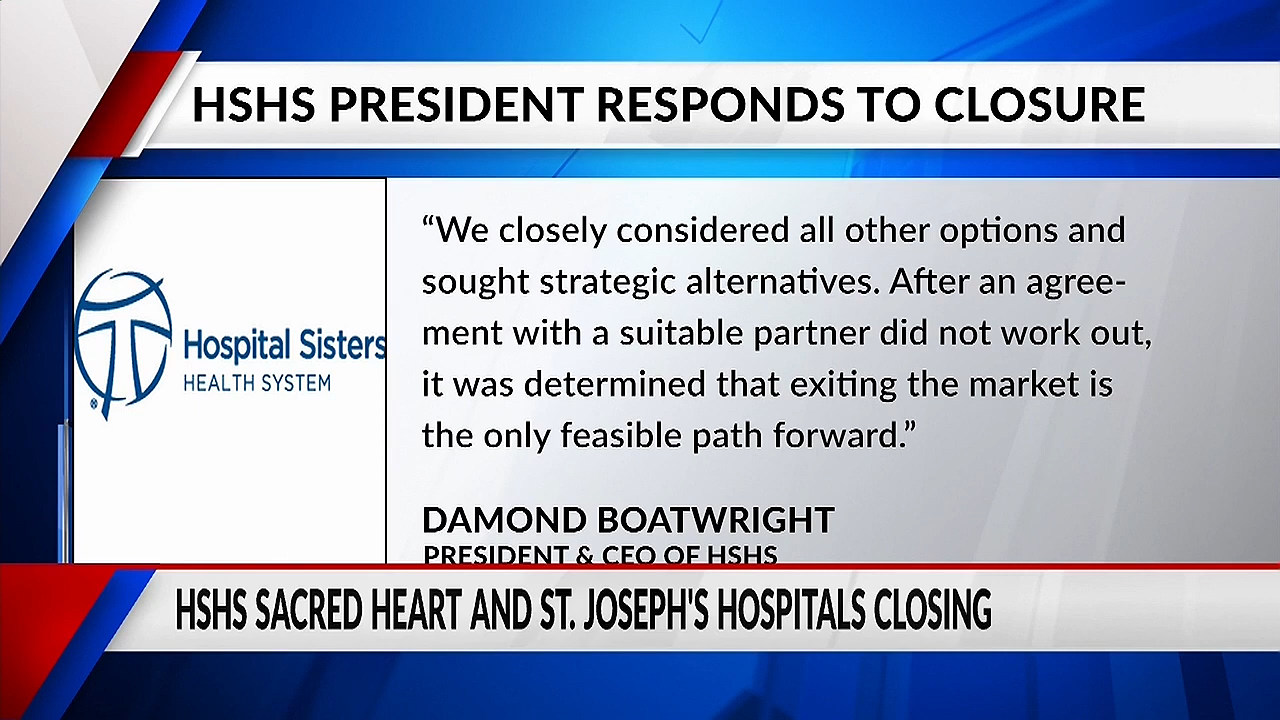 HSHS PRESIDENT RESPONDS TO CLOSURE
Hospital Sisters
HEALTH SYSTEM
“We closely considered all other options and
sought strategic alternatives. After an agree-
ment with a suitable partner did not work out,
it was determined that exiting the market is
the only feasible path forward.”
DAMOND BOATWRIGHT
PRESIDENT & CEO OF HSHS
HSHS SACRED HEART AND ST. JOSEPH'S HOSPITALS CLOSING